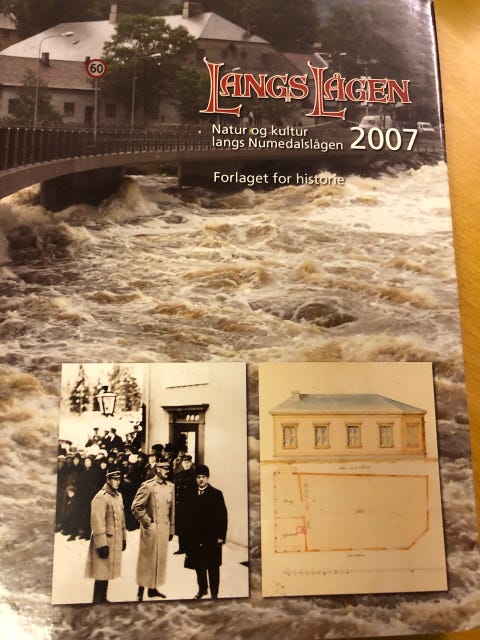 60
LANGS LÅGEN
Natur og kultur
langs Numedalslågen 2007
Forlaget for historie